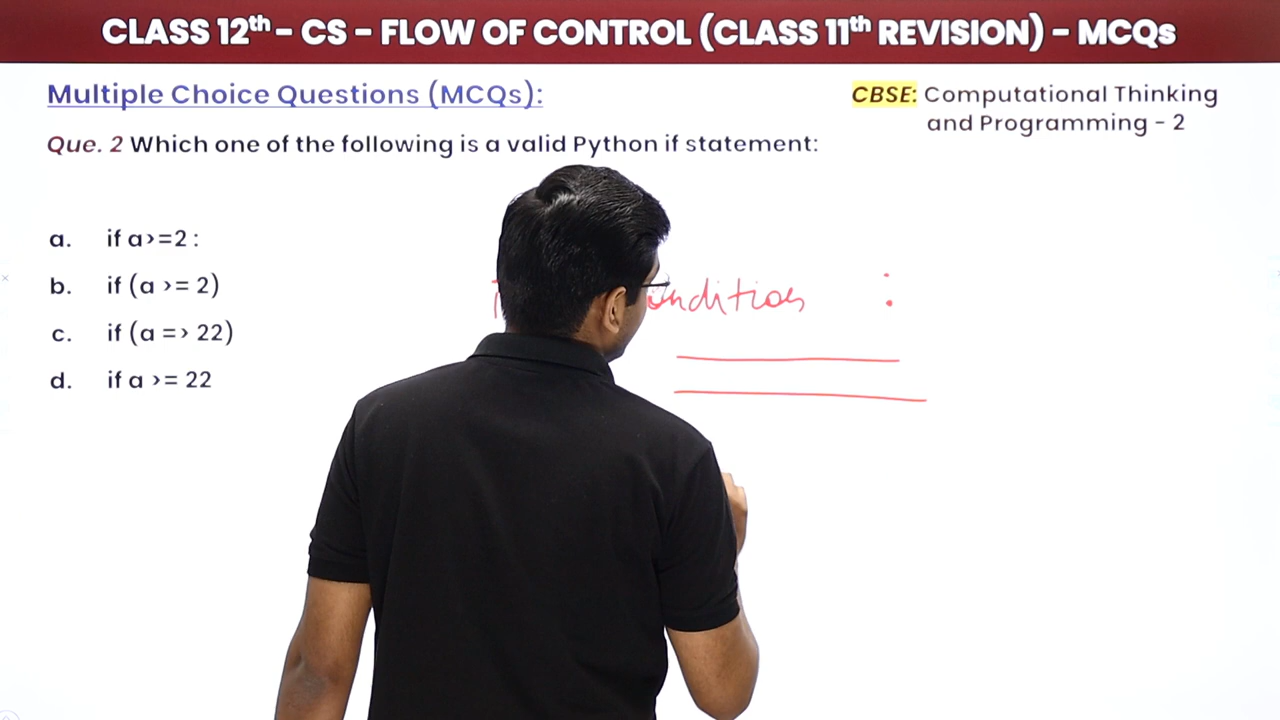 CLASS 12th – CS – FLOW OF CONTROL (CLASS 11th REVISION) – MCQs
Multiple Choice Questions (MCQs):
CBSE: Computational Thinking
and Programming - 2
Que. 2 Which one of the following is a valid Python if statement:
a. if a>=2 :
b. if (a >= 2)
c. if (a => 22)
d. if a >= 22
: